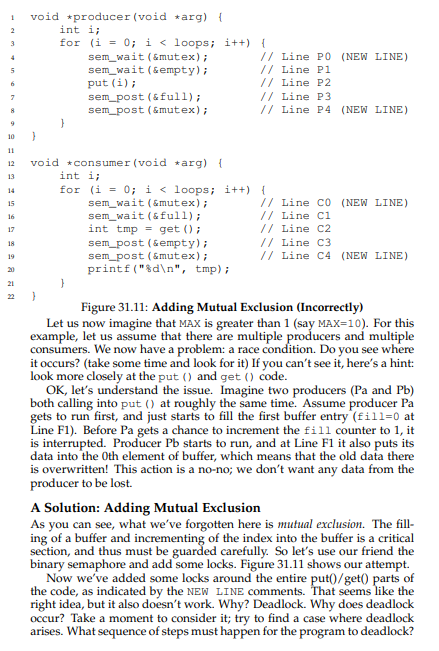 1 void *producer(void *arg) {
2 int i;
3 for (i = 0; i < loops; i++) {
4 sem_wait(&mutex); // Line P0 (NEW LINE)
5 sem_wait(&empty); // Line P1
6 put(i); // Line P2
7 sem_post(&full); // Line P3
8 sem_post(&mutex); // Line P4 (NEW LINE)
9 }
10 }
11
12 void *consumer(void *arg) {
13 int i;
14 for (i = 0; i < loops; i++) {
15 sem_wait(&mutex); // Line C0 (NEW LINE)
16 sem_wait(&full); // Line C1
17 int tmp = get(); // Line C2
18 sem_post(&empty); // Line C3
19 sem_post(&mutex); // Line C4 (NEW LINE)
20 printf("%d\n", tmp);
21 }
22 }
Figure 31.11: Adding Mutual Exclusion (Incorrectly)
Let us now imagine that MAX is greater than 1 (say MAX=10). For this
example, let us assume that there are multiple producers and multiple
consumers. We now have a problem: a race condition. Do you see where
it occurs? (take some time and look for it) If you can't see it, here's a hint:
look more closely at the put() and get() code.
OK, let's understand the issue. Imagine two producers (Pa and Pb)
both calling into put() at roughly the same time. Assume producer Pa
gets to run first, and just starts to fill the first buffer entry (fill=0 at
Line F1). Before Pa gets a chance to increment the fill counter to 1, it
is interrupted. Producer Pb starts to run, and at Line F1 it also puts its
data into the 0th element of buffer, which means that the old data there
is overwritten! This action is a no-no; we don't want any data from the
producer to be lost.
A Solution: Adding Mutual Exclusion
As you can see, what we've forgotten here is mutual exclusion. The fill-
ing of a buffer and incrementing of the index into the buffer is a critical
section, and thus must be guarded carefully. So let's use our friend the
binary semaphore and add some locks. Figure 31.11 shows our attempt.
Now we've added some locks around the entire put()/get() parts of
the code, as indicated by the NEW LINE comments. That seems like the
right idea, but it also doesn't work. Why? Deadlock. Why does deadlock
occur? Take a moment to consider it; try to find a case where deadlock
arises. What sequence of steps must happen for the program to deadlock?